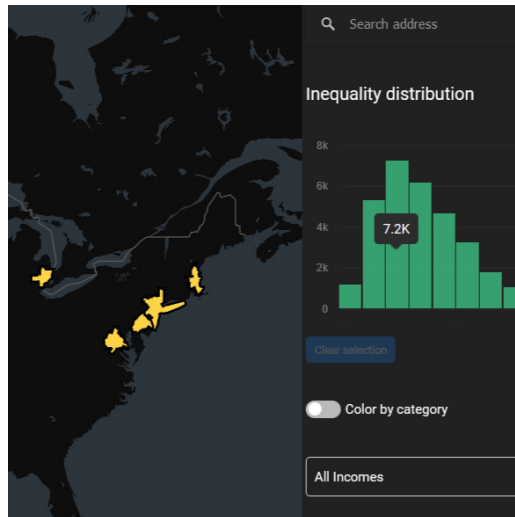 Search address
Inequality distribution
8k
6k
4k
7.2K
2k
0
Clear selection
Color by category
All Incomes